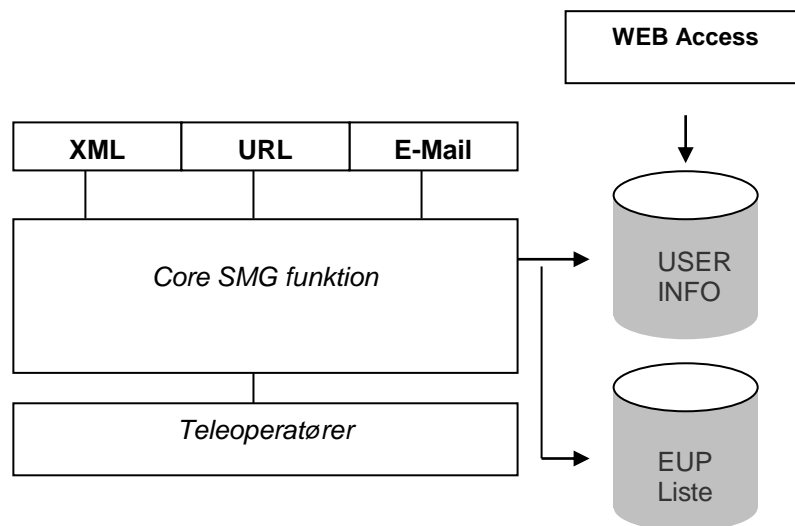 WEB Access
XML
URL
E-Mail
Core SMG funktion
USER
INFO
Teleoperatører
EUP
Liste